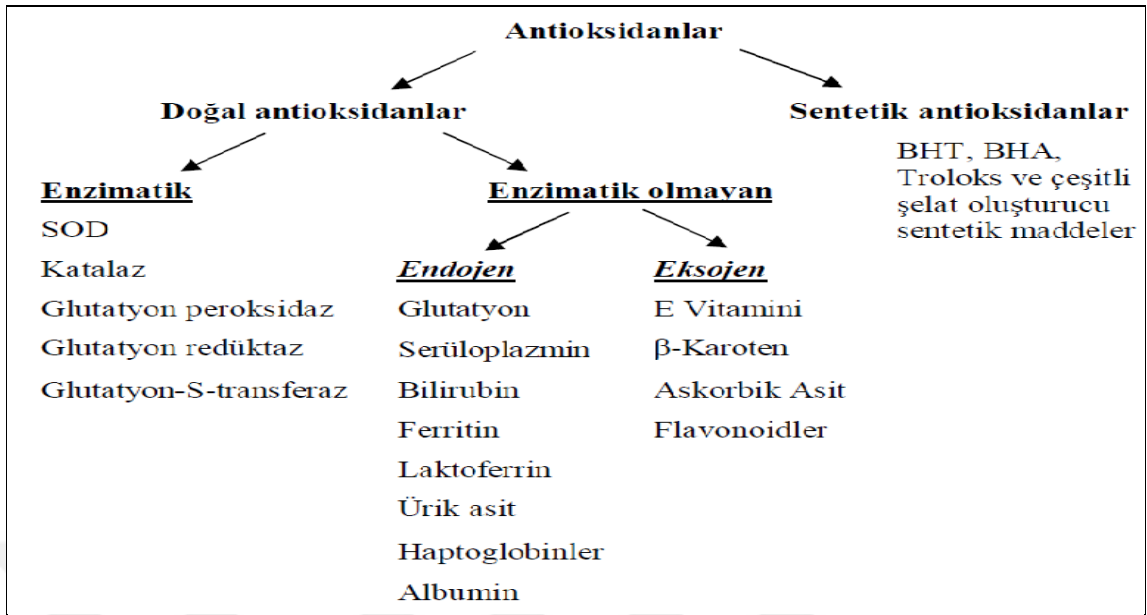 Antioksidanlar
Doğal antioksidanlar
Sentetik antioksidanlar
BHT, BHA,
Troloks ve çeşitli
şelat oluşturucu
sentetik maddeler
Enzimatik
SOD
Katalaz
Glutatyon peroksidaz
Glutatyon redüktaz
Glutatyon-S-transferaz
Enzimatik olmayan
Endojen
Glutatyon
Serüloplazmin
Bilirubin
Ferritin
Laktoferrin
Ürik asit
Haptoglobinler
Albumin
Eksojen
E Vitamini
β-Karoten
Askorbik Asit
Flavonoidler